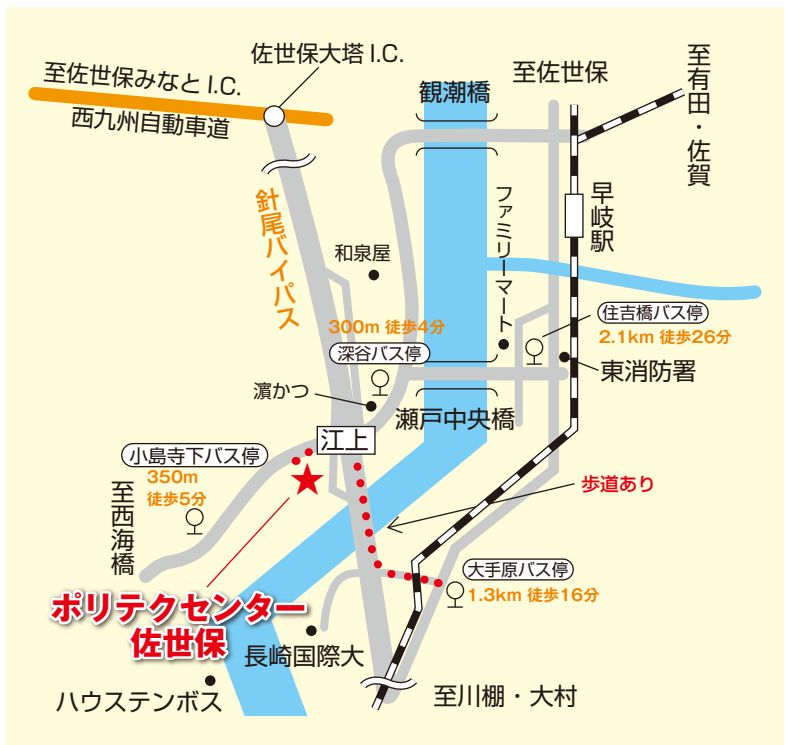 佐世保大塔 I.C.
至佐世保みなと I.C.
西九州自動車道
観潮橋
至佐世保
至有田・佐賀
針尾バイパス
和泉屋
ファミリーマート
早岐駅
300m 徒歩4分
深谷バス停
住吉橋バス停
2.1km 徒歩26分
東消防署
濵かつ
瀬戸中央橋
江上
小島寺下バス停
350m
徒歩5分
至西海橋
歩道あり
大手原バス停
1.3km 徒歩16分
ポリテクセンター
佐世保
長崎国際大
ハウステンボス
至川棚・大村